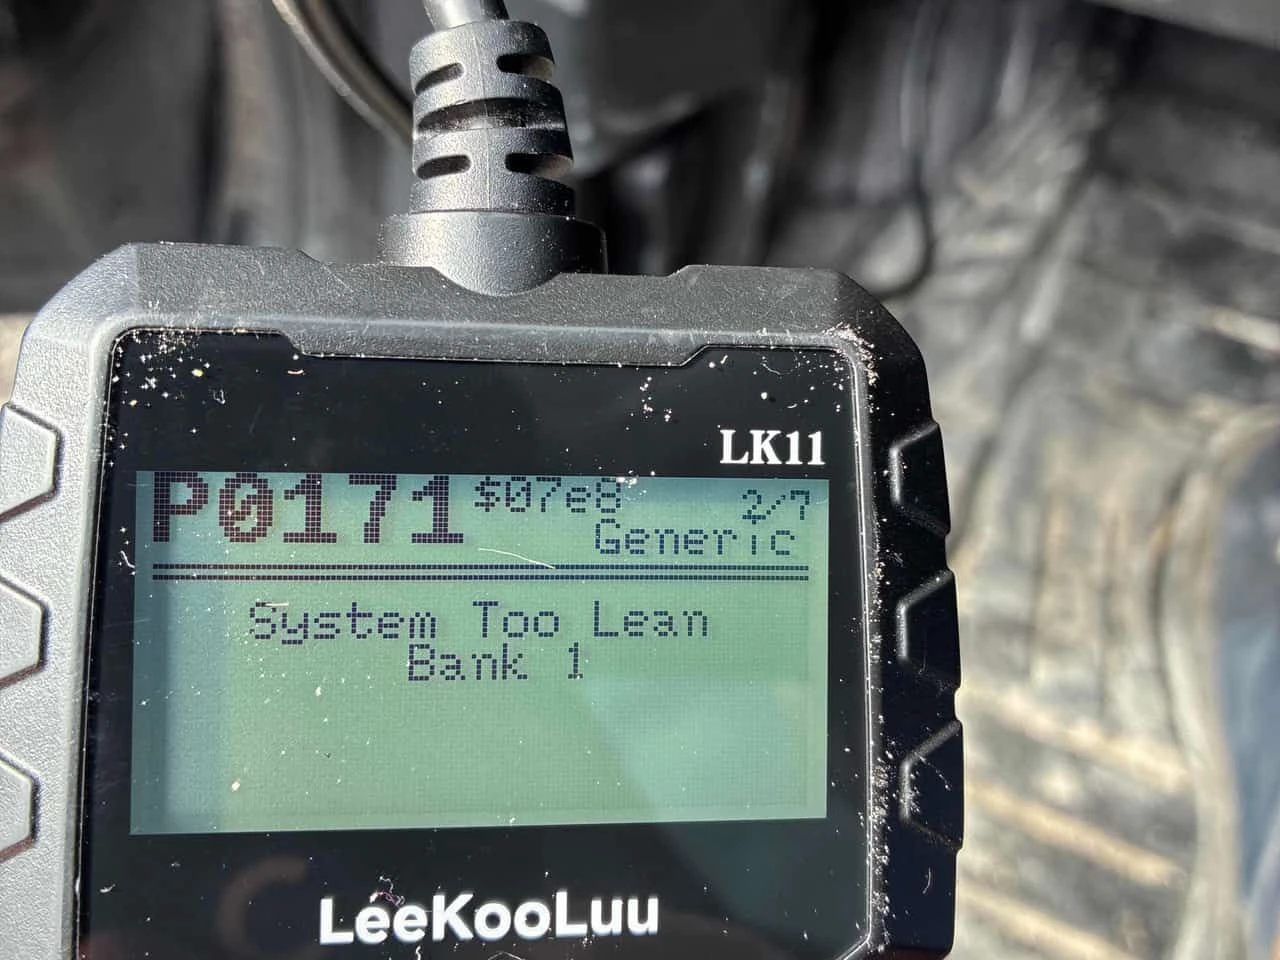 LK11
P0171 $07e8 2/7
Generic
System Too Lean
Bank 1
LeeKooLuu